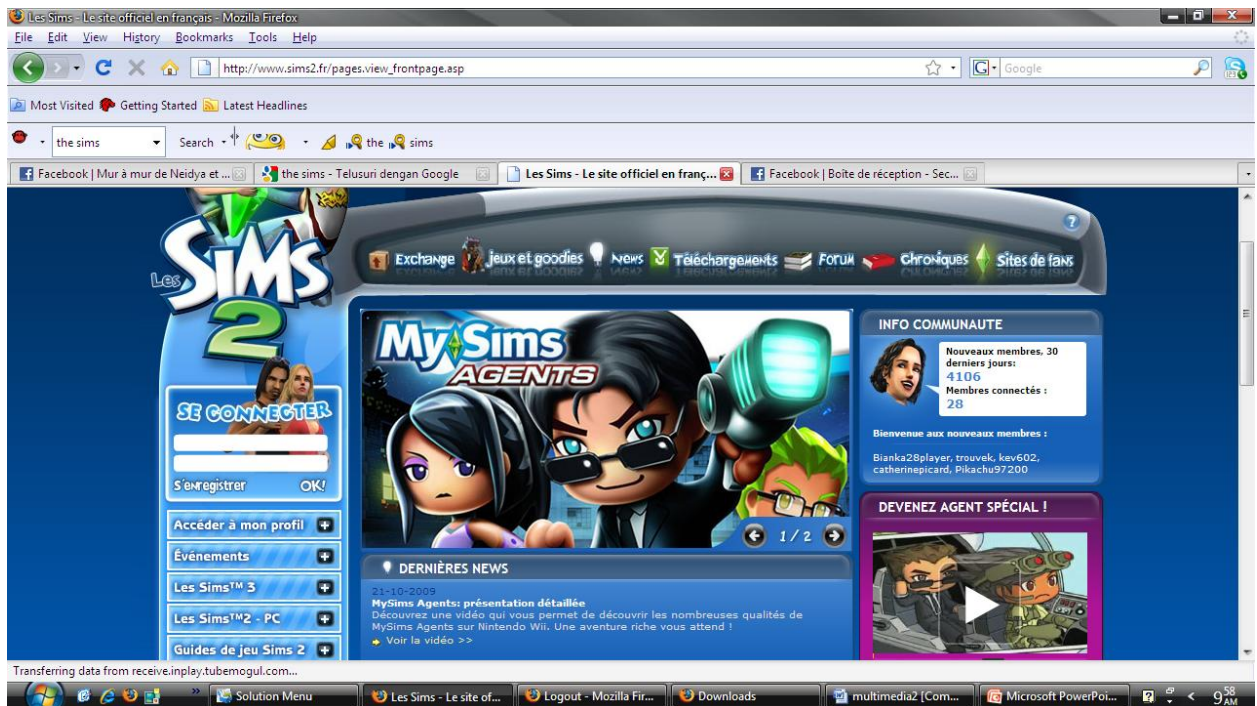 Les Sims - Le site officiel en français - Mozilla Firefox
File Edit View History Bookmarks Tools Help
http://www.sims2.fr/pages.view_frontpage.asp
G Google
Most Visited Getting Started Latest Headlines
the sims Search the sims
Facebook | Mur à mur de Neidya et ... the sims - Telusuri dengan Google Les Sims - Le site officiel en franç... Facebook | Boîte de réception - Sec...
Les SiMS 2
Exchange jeux et goodies News Téléchargements Forum Chroniques Sites de fans
?
MySims
AGENTS
1/2
SE CONNECTER
S'enregistrer OK!
Accéder à mon profil
Événements
Les Sims™ 3
Les Sims™2 - PC
Guides de jeu Sims 2
DERNIÈRES NEWS
21-10-2009
MySims Agents: présentation détaillée
Découvrez une vidéo qui vous permet de découvrir les nombreuses qualités de
MySims Agents sur Nintendo Wii. Une aventure riche vous attend !
Voir la vidéo >>
INFO COMMUNAUTE
Nouveaux membres, 30
derniers jours:
4106
Membres connectés :
28
Bienvenue aux nouveaux membres :
Bianka28player, trouvek, kev602,
catherinepicard, Pikachu97200
DEVENEZ AGENT SPÉCIAL !
Transferring data from receive.inplay.tubemogul.com...
Solution Menu Les Sims - Le site of... Logout - Mozilla Fir... Downloads multimedia2 [Com... Microsoft PowerPoi... 9:58 AM